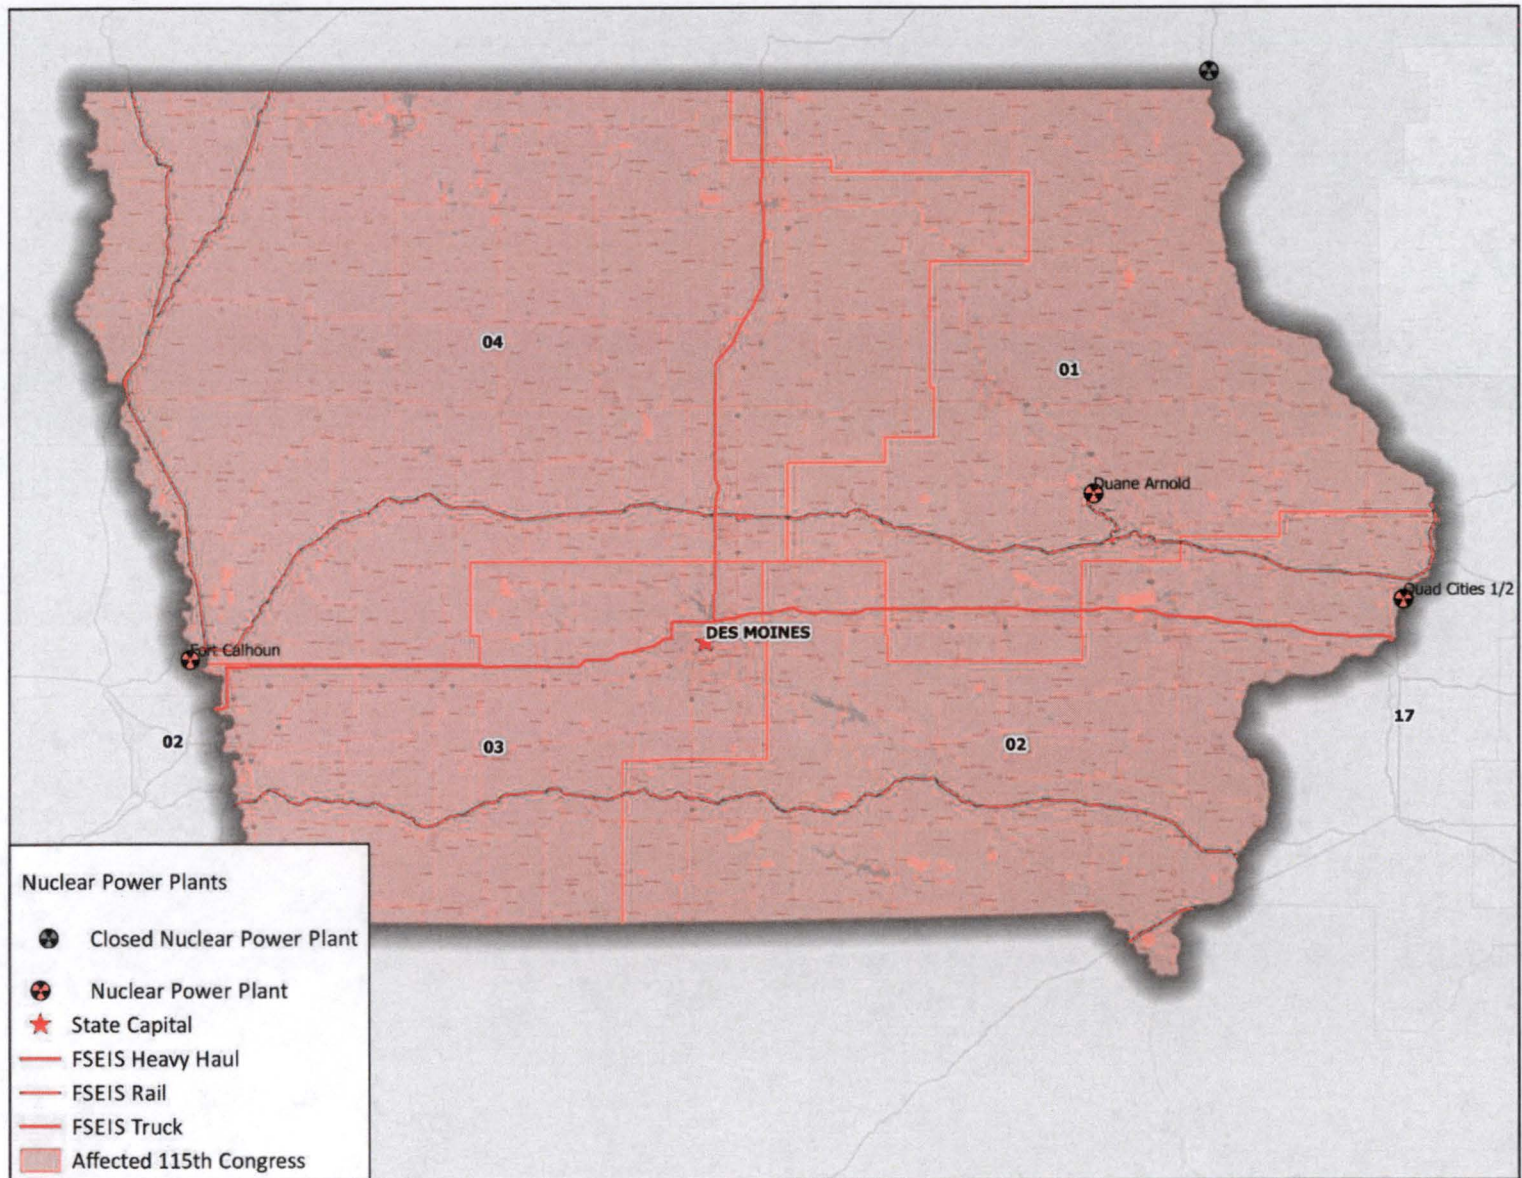 04
01
Duane Arnold
Quad Cities 1/2
DES MOINES
Fort Calhoun
17
02
03
02
Nuclear Power Plants
Closed Nuclear Power Plant
Nuclear Power Plant
State Capital
FSEIS Heavy Haul
FSEIS Rail
FSEIS Truck
Affected 115th Congress